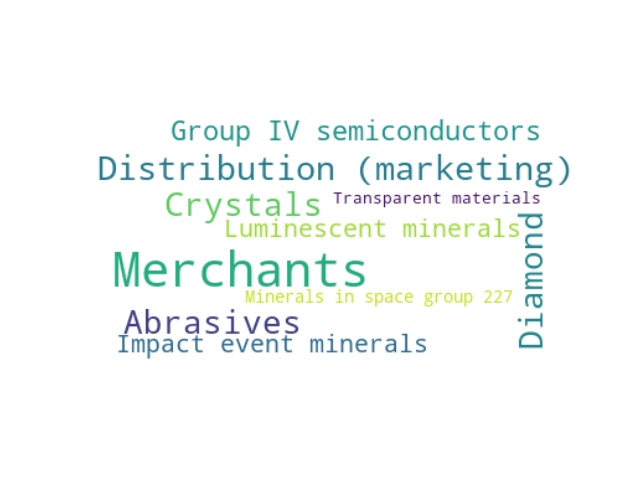 Group IV semiconductors
Distribution (marketing)
Crystals
Transparent materials
Luminescent minerals
Diamond
Merchants
Minerals in space group 227
Abrasives
Impact event minerals